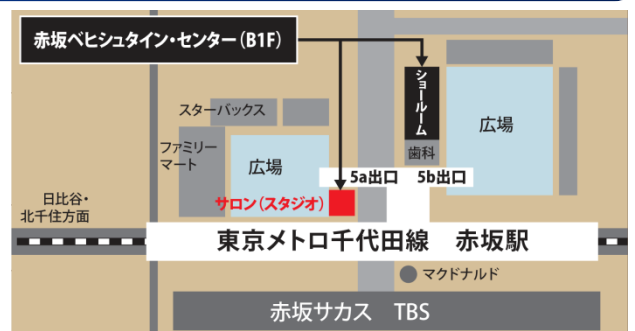 赤坂ベヒシュタイン・センター(B1F)
ショールーム
スターバックス
広場
ファミリー
マート
広場
歯科
5a出口 5b出口
サロン(スタジオ)
日比谷・
北千住方面
東京メトロ千代田線 赤坂駅
マクドナルド
赤坂サカス TBS